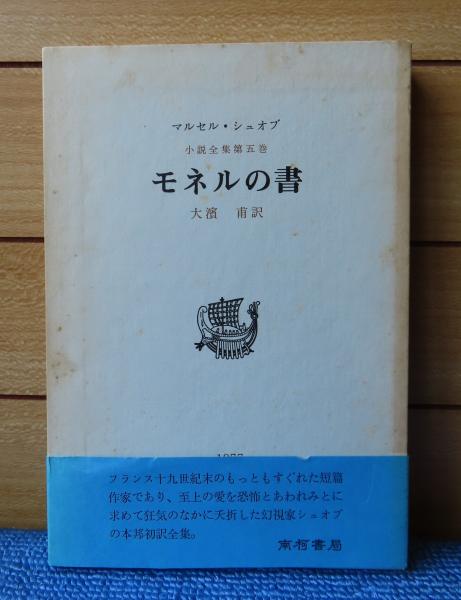 マルセル・シュオブ
小説全集第五巻
モネルの書
大濱 甫訳
フランス十九世紀末のもっともすぐれた短篇
作家であり、至上の愛を恐怖とあわれみとに
求めて狂気のなかに夭折した幻視家シュオブ
の本邦初訳全集。
南柯書局